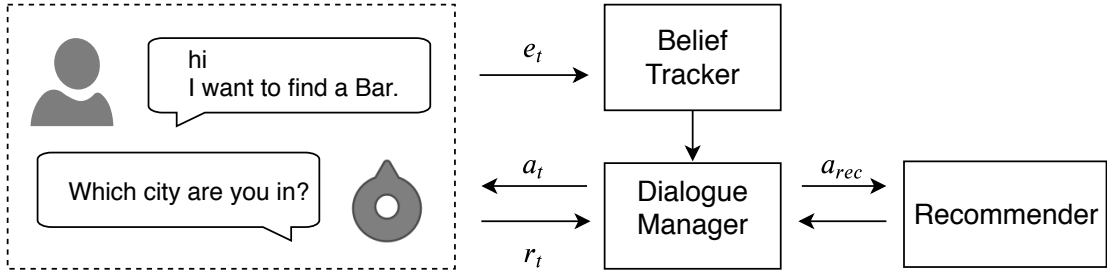 hi
I want to find a Bar.
Which city are you in?
e_t
Belief
Tracker
a_t
r_t
Dialogue
Manager
a_rec
Recommender